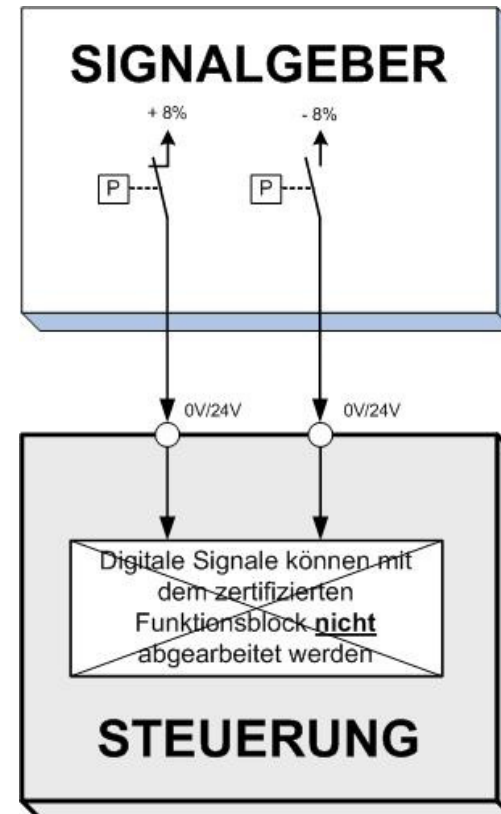 SIGNALGEBER
+ 8%
- 8%
P
P
0V/24V
0V/24V
Digitale Signale können mit
dem zertifizierten
Funktionsblock nicht
abgearbeitet werden
STEUERUNG